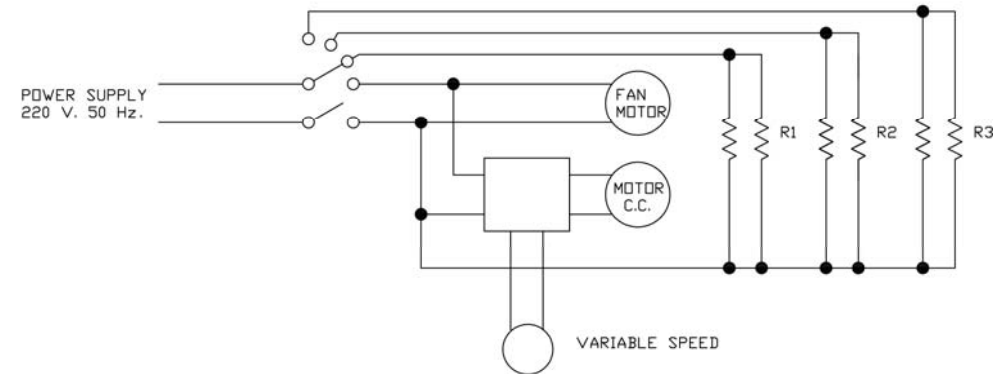 POWER SUPPLY
220 V. 50 Hz.
FAN
MOTOR
R1
R2
R3
MOTOR
C.C.
VARIABLE SPEED